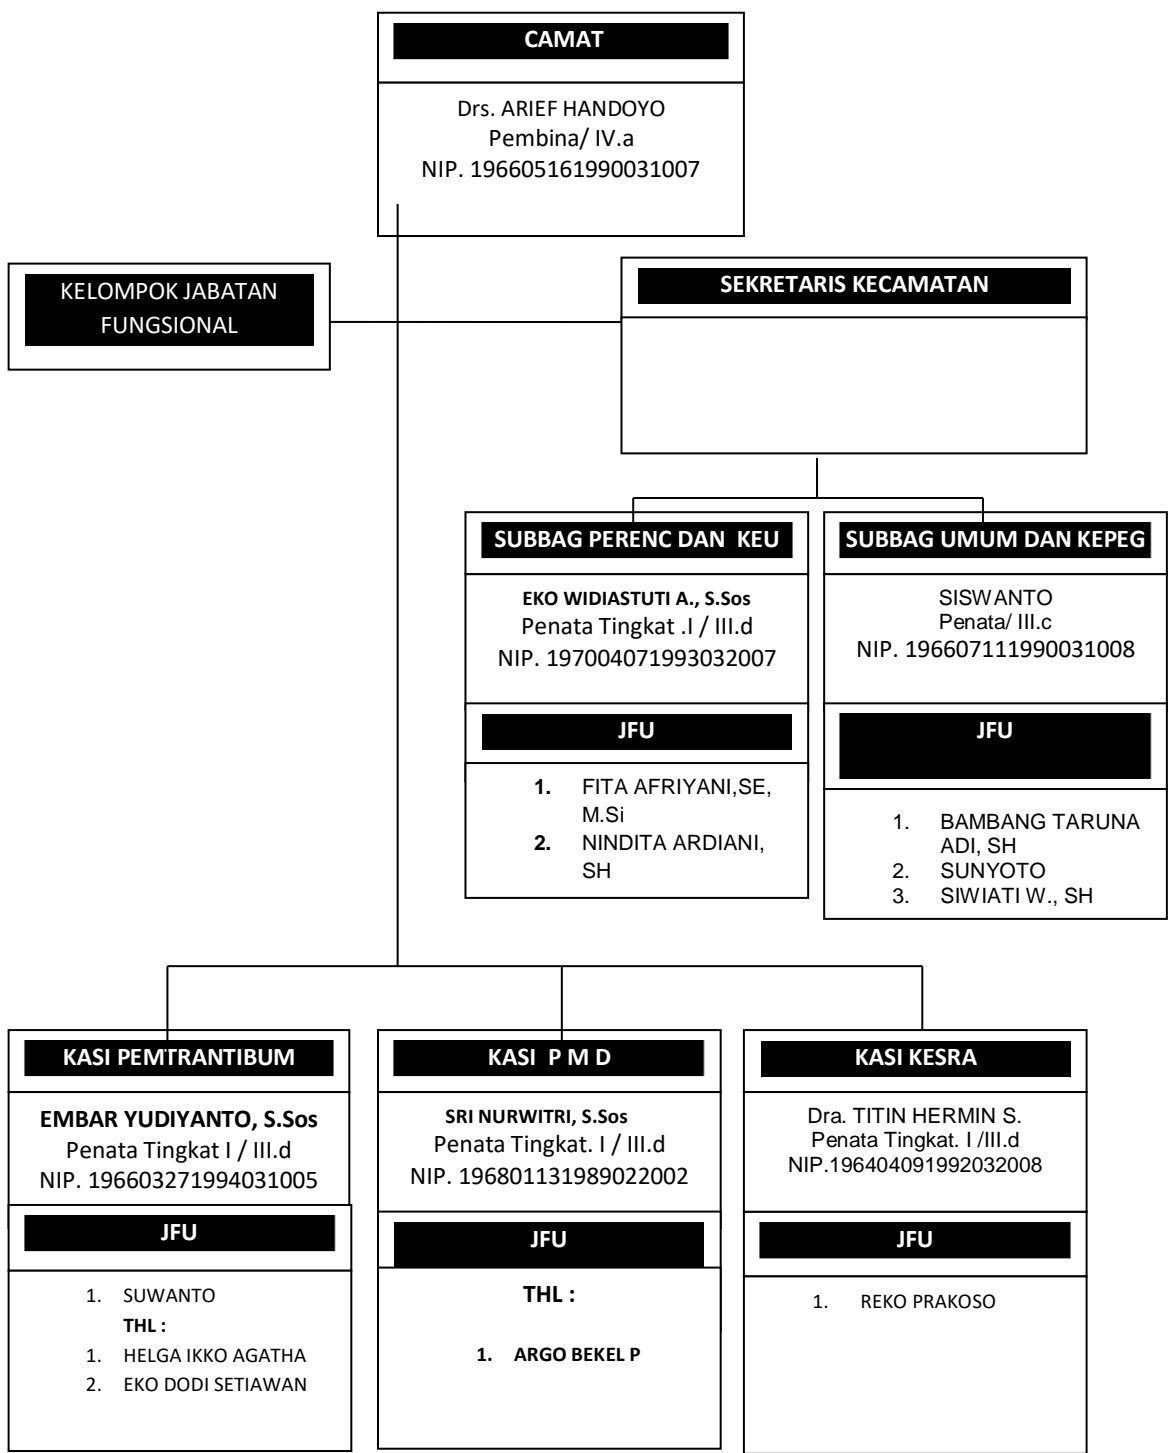 CAMAT
Drs. ARIEF HANDOYO
Pembina/ IV.a
NIP. 196605161990031007
KELOMPOK JABATAN
FUNGSIONAL
SEKRETARIS KECAMATAN
SUBBAG PERENC DAN  KEU
EKO WIDIASTUTI A., S.Sos
Penata Tingkat .I / III.d
NIP. 197004071993032007
JFU
1. FITA AFRIYANI,SE,
M.Si
2. NINDITA ARDIANI,
SH
SUBBAG UMUM DAN KEPEG
SISWANTO
Penata/ III.c
NIP. 196607111990031008
JFU
1. BAMBANG TARUNA
ADI, SH
2. SUNYOTO
3. SIWIATI W., SH
KASI PEMTRANTIBUM
EMBAR YUDIYANTO, S.Sos
Penata Tingkat I / III.d
NIP. 196603271994031005
JFU
1. SUWANTO
THL :
1. HELGA IKKO AGATHA
2. EKO DODI SETIAWAN
KASI  P M D
SRI NURWITRI, S.Sos
Penata Tingkat. I / III.d
NIP. 196801131989022002
JFU
THL :
1. ARGO BEKEL P
KASI KESRA
Dra. TITIN HERMIN S.
Penata Tingkat. I /III.d
NIP.196404091992032008
JFU
1. REKO PRAKOSO